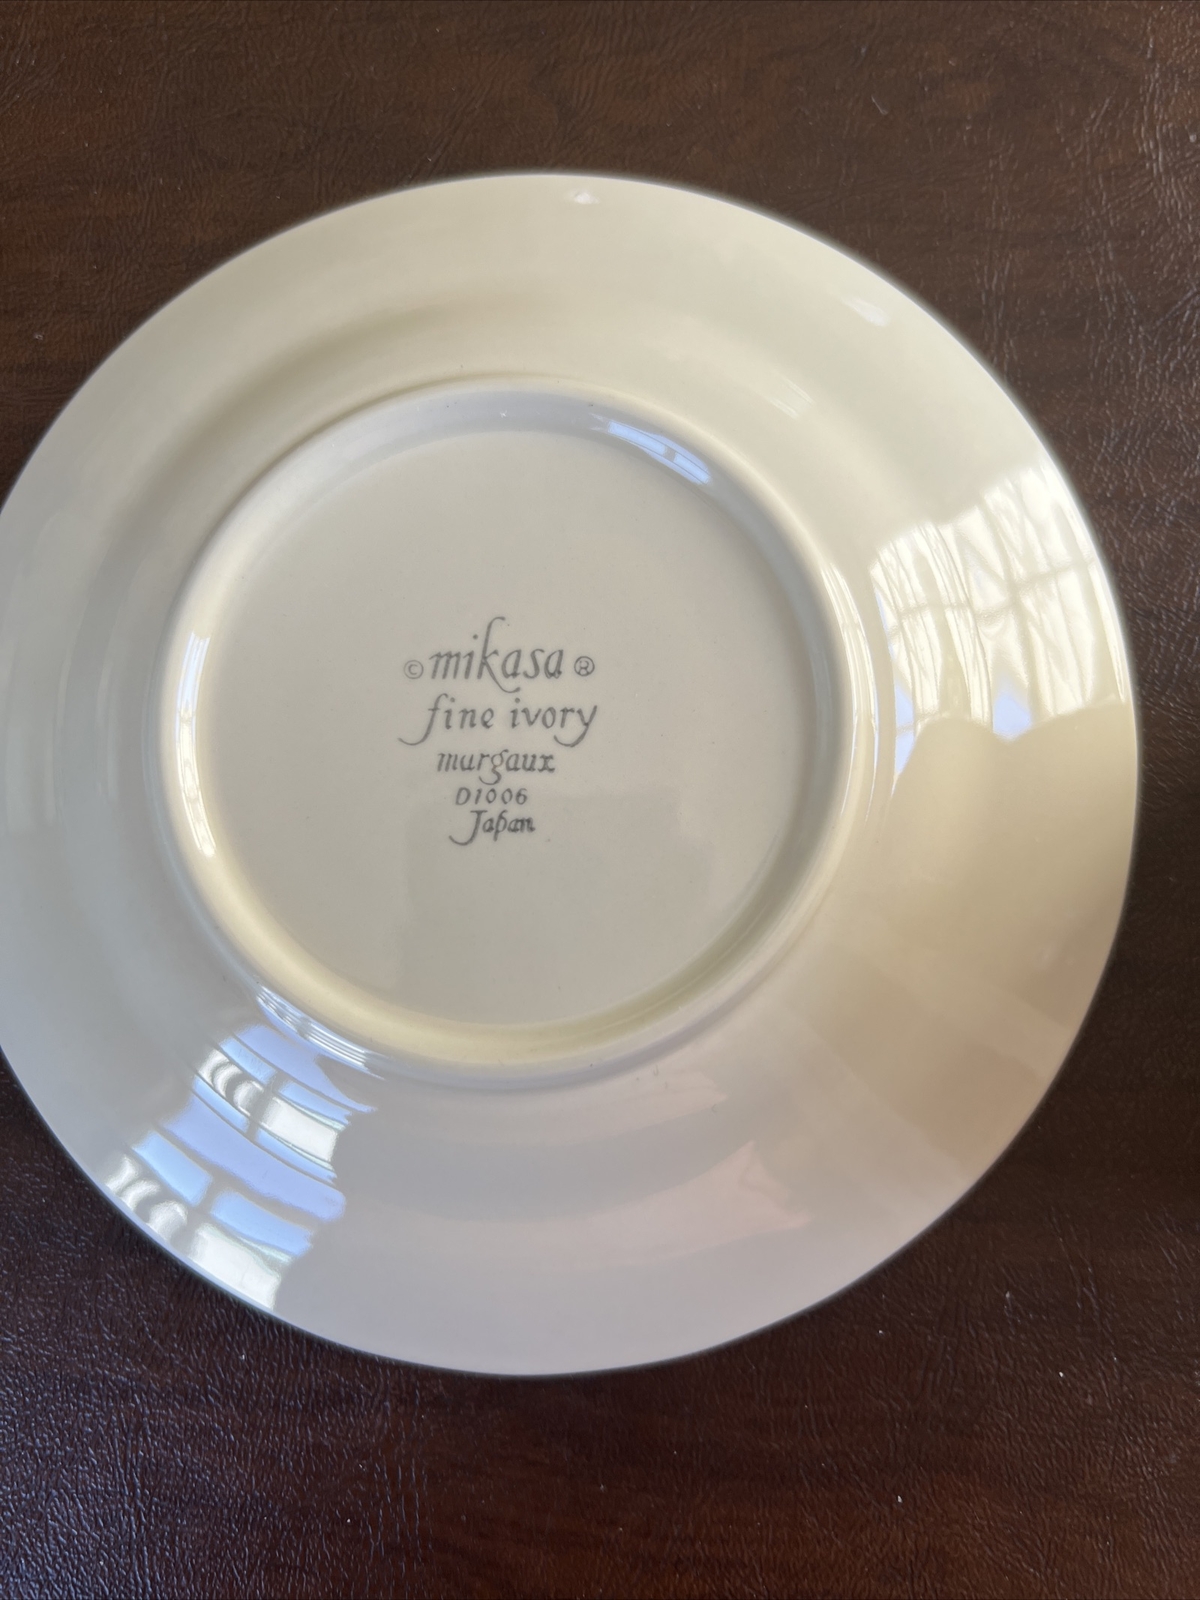 ©mikasa®
fine ivory
margaux
D1006
Japan